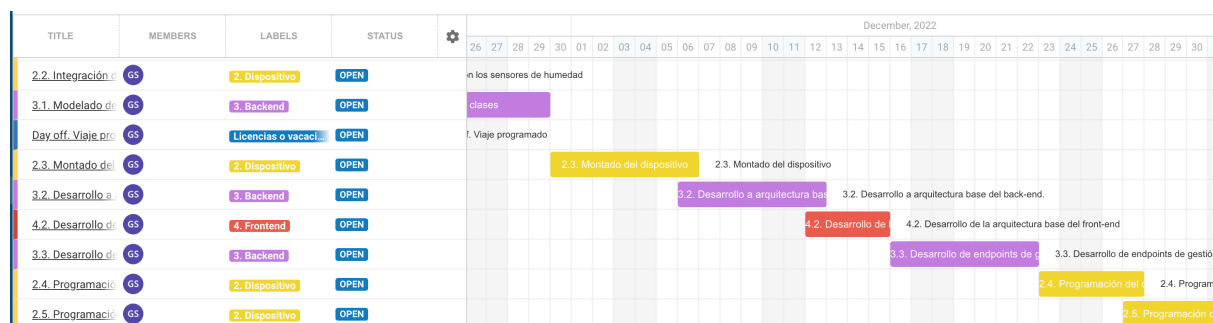 December, 2022
TITLE MEMBERS LABELS STATUS
26 27 28 29 30 01 02 03 04 05 06 07 08 09 10 11 12 13 14 15 16 17 18 19 20 21 22 23 24 25 26 27 28 29 30
2.2. Integración d GS 2. Dispositivo OPEN n los sensores de humedad
3.1. Modelado de GS 3. Backend OPEN clases
Day off. Viaje pro GS Licencias o vacaci... OPEN f. Viaje programado
2.3. Montado del GS 2. Dispositivo OPEN 2.3. Montado del dispositivo 2.3. Montado del dispositivo
3.2. Desarrollo a GS 3. Backend OPEN 3.2. Desarrollo a arquitectura bas 3.2. Desarrollo a arquitectura base del back-end.
4.2. Desarrollo de GS 4. Frontend OPEN 4.2. Desarrollo de l 4.2. Desarrollo de la arquitectura base del front-end
3.3. Desarrollo de GS 3. Backend OPEN 3.3. Desarrollo de endpoints de g 3.3. Desarrollo de endpoints de gestió
2.4. Programació GS 2. Dispositivo OPEN 2.4. Programación del d 2.4. Program
2.5. Programació GS 2. Dispositivo OPEN 2.5. Programación d